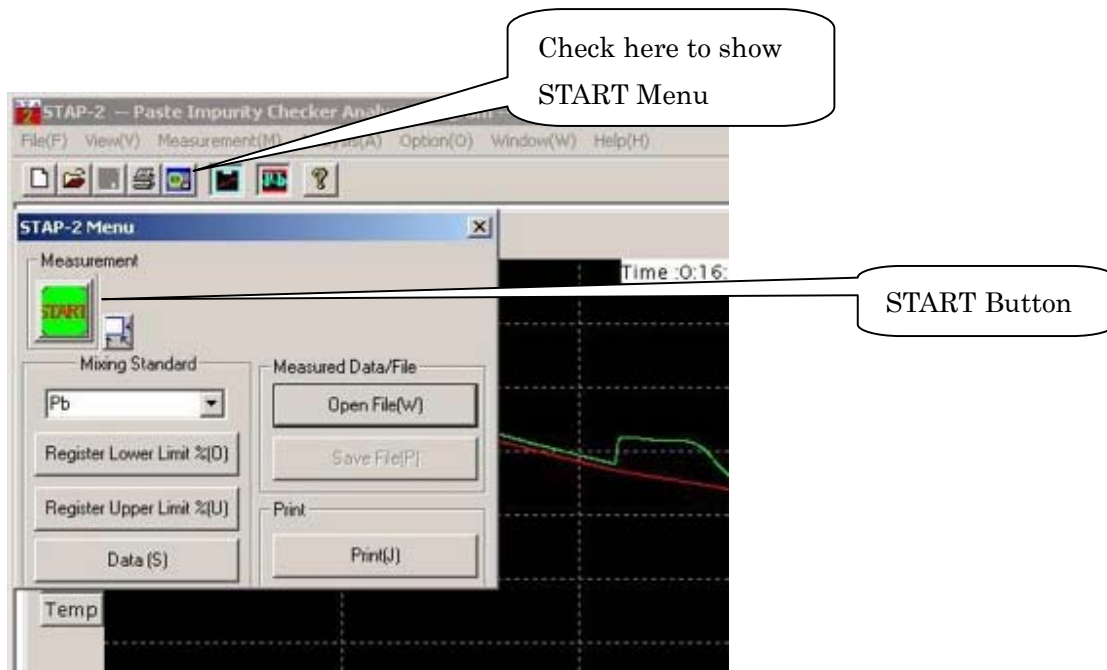 Check here to show
START Menu
STAP-2 -- Paste Impurity Checker
File(F) View(V) Measurement(M) Option(O) Window(W) Help(H)
Pb
STAP-2 Menu
Measurement
Time :0:16:
START
START Button
Mixing Standard
Measured Data/File
Pb
Open File(W)
Register Lower Limit %(O)
Save File(P)
Register Upper Limit %(U)
Print
Data (S)
Print(J)
Temp